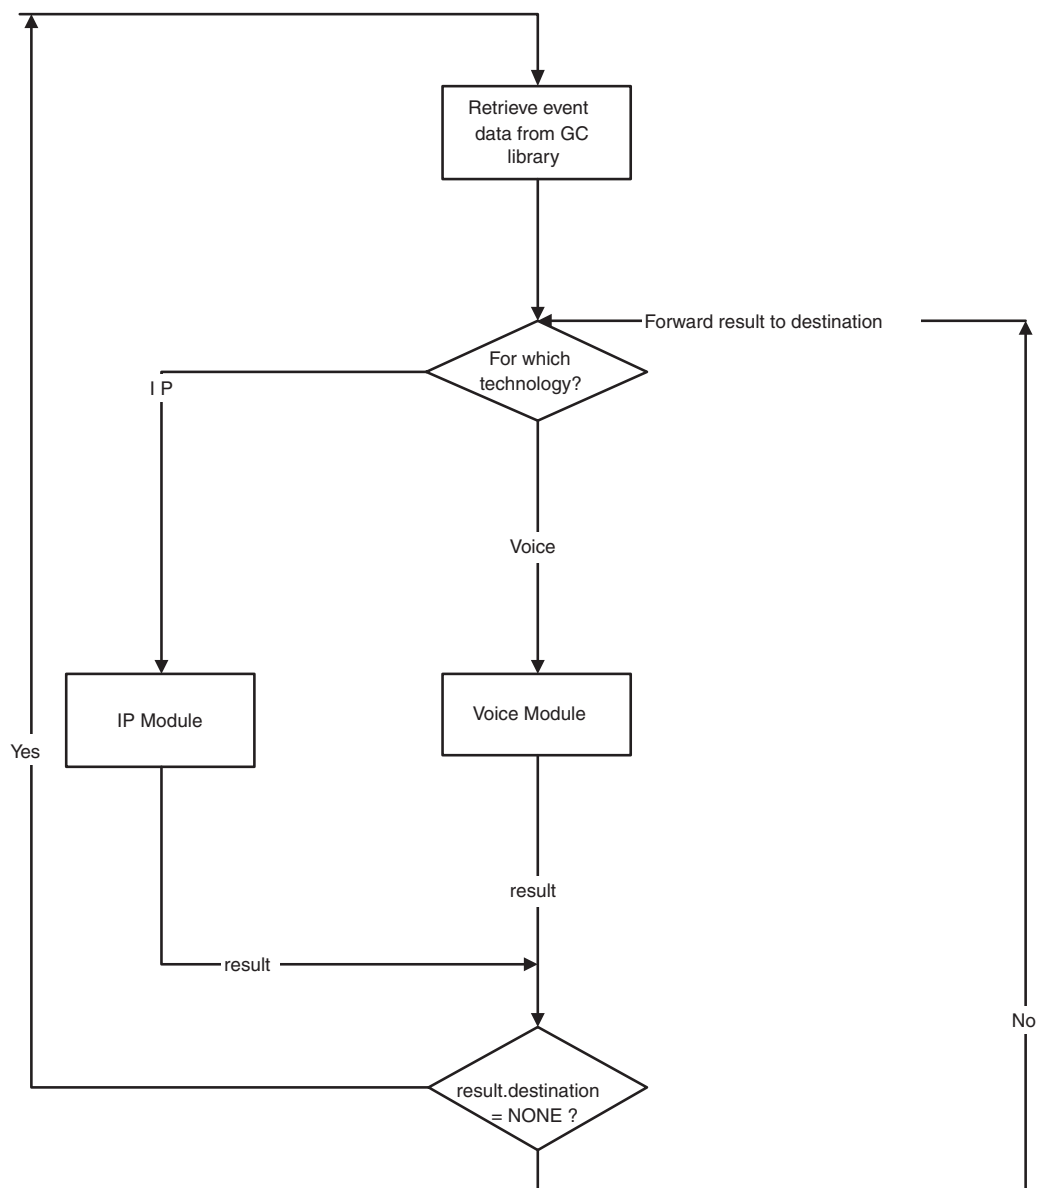 Retrieve event
data from GC
library
Forward result to destination
For which
technology?
I P
Voice
IP Module
Voice Module
Yes
result
result
No
result.destination
= NONE ?